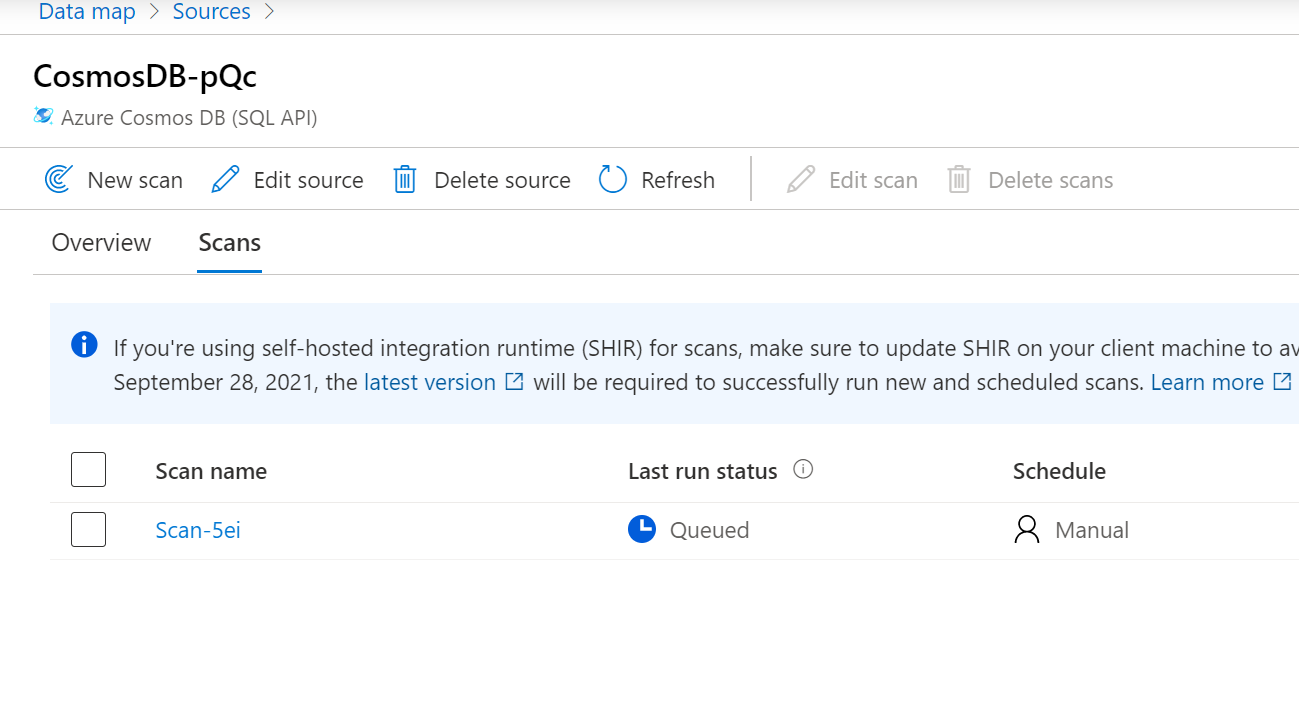 Data map > Sources >
CosmosDB-pQc
Azure Cosmos DB (SQL API)
New scan Edit source Delete source Refresh Edit scan Delete scans
Overview Scans
If you're using self-hosted integration runtime (SHIR) for scans, make sure to update SHIR on your client machine to av
September 28, 2021, the latest version will be required to successfully run new and scheduled scans. Learn more
Scan name Last run status Schedule
Scan-5ei Queued Manual